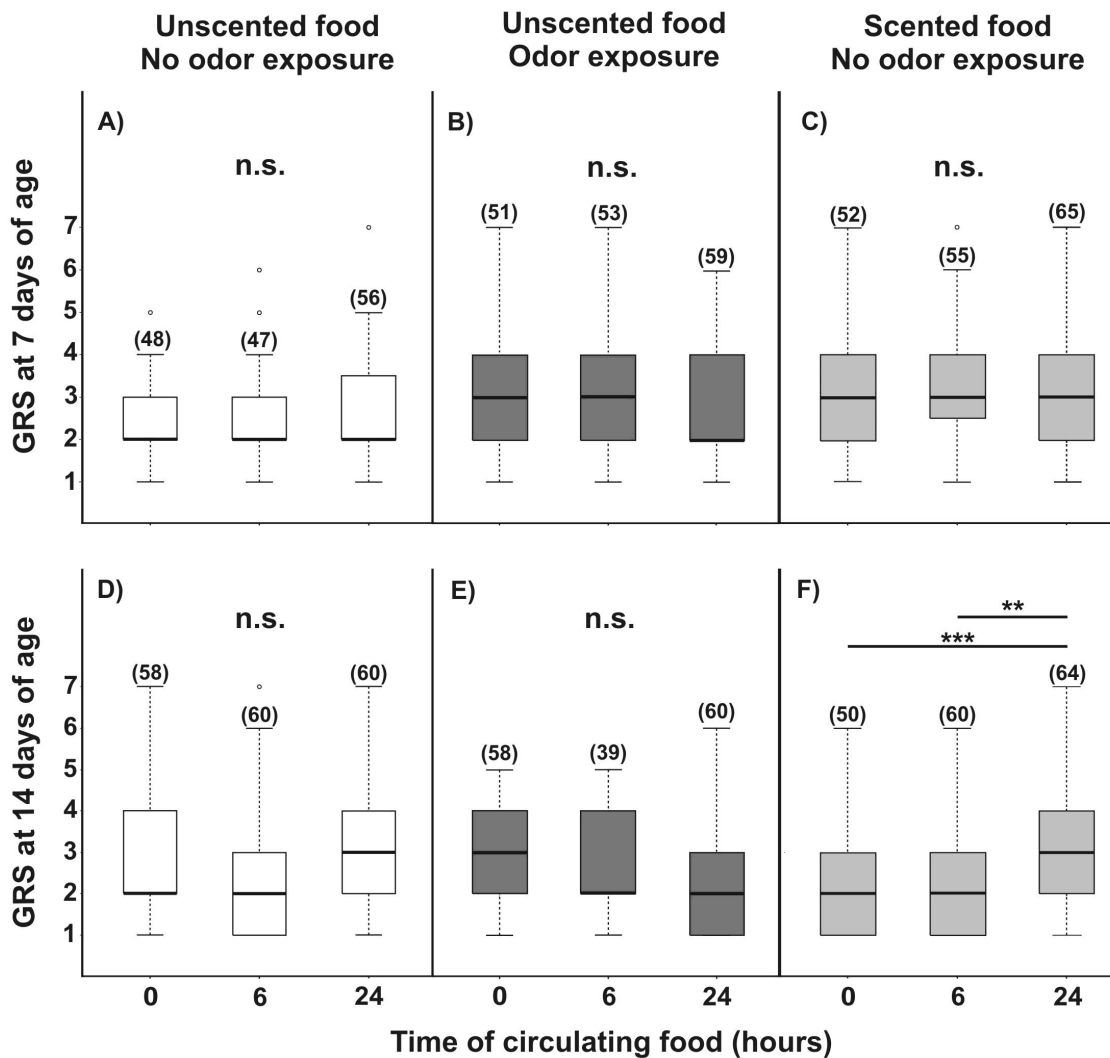 Unscented food
No odor exposure
Unscented food
Odor exposure
Scented food
No odor exposure
GRS at 7 days of age
7
6
5
4
3
2
1
A)
n.s.
(48)
(47)
(56)
B)
n.s.
(51)
(53)
(59)
C)
n.s.
(52)
(55)
(65)
GRS at 14 days of age
7
6
5
4
3
2
1
D)
n.s.
(58)
(60)
(60)
E)
n.s.
(58)
(39)
(60)
F)
**
***
(50)
(60)
(64)
0 6 24 0 6 24 0 6 24
Time of circulating food (hours)